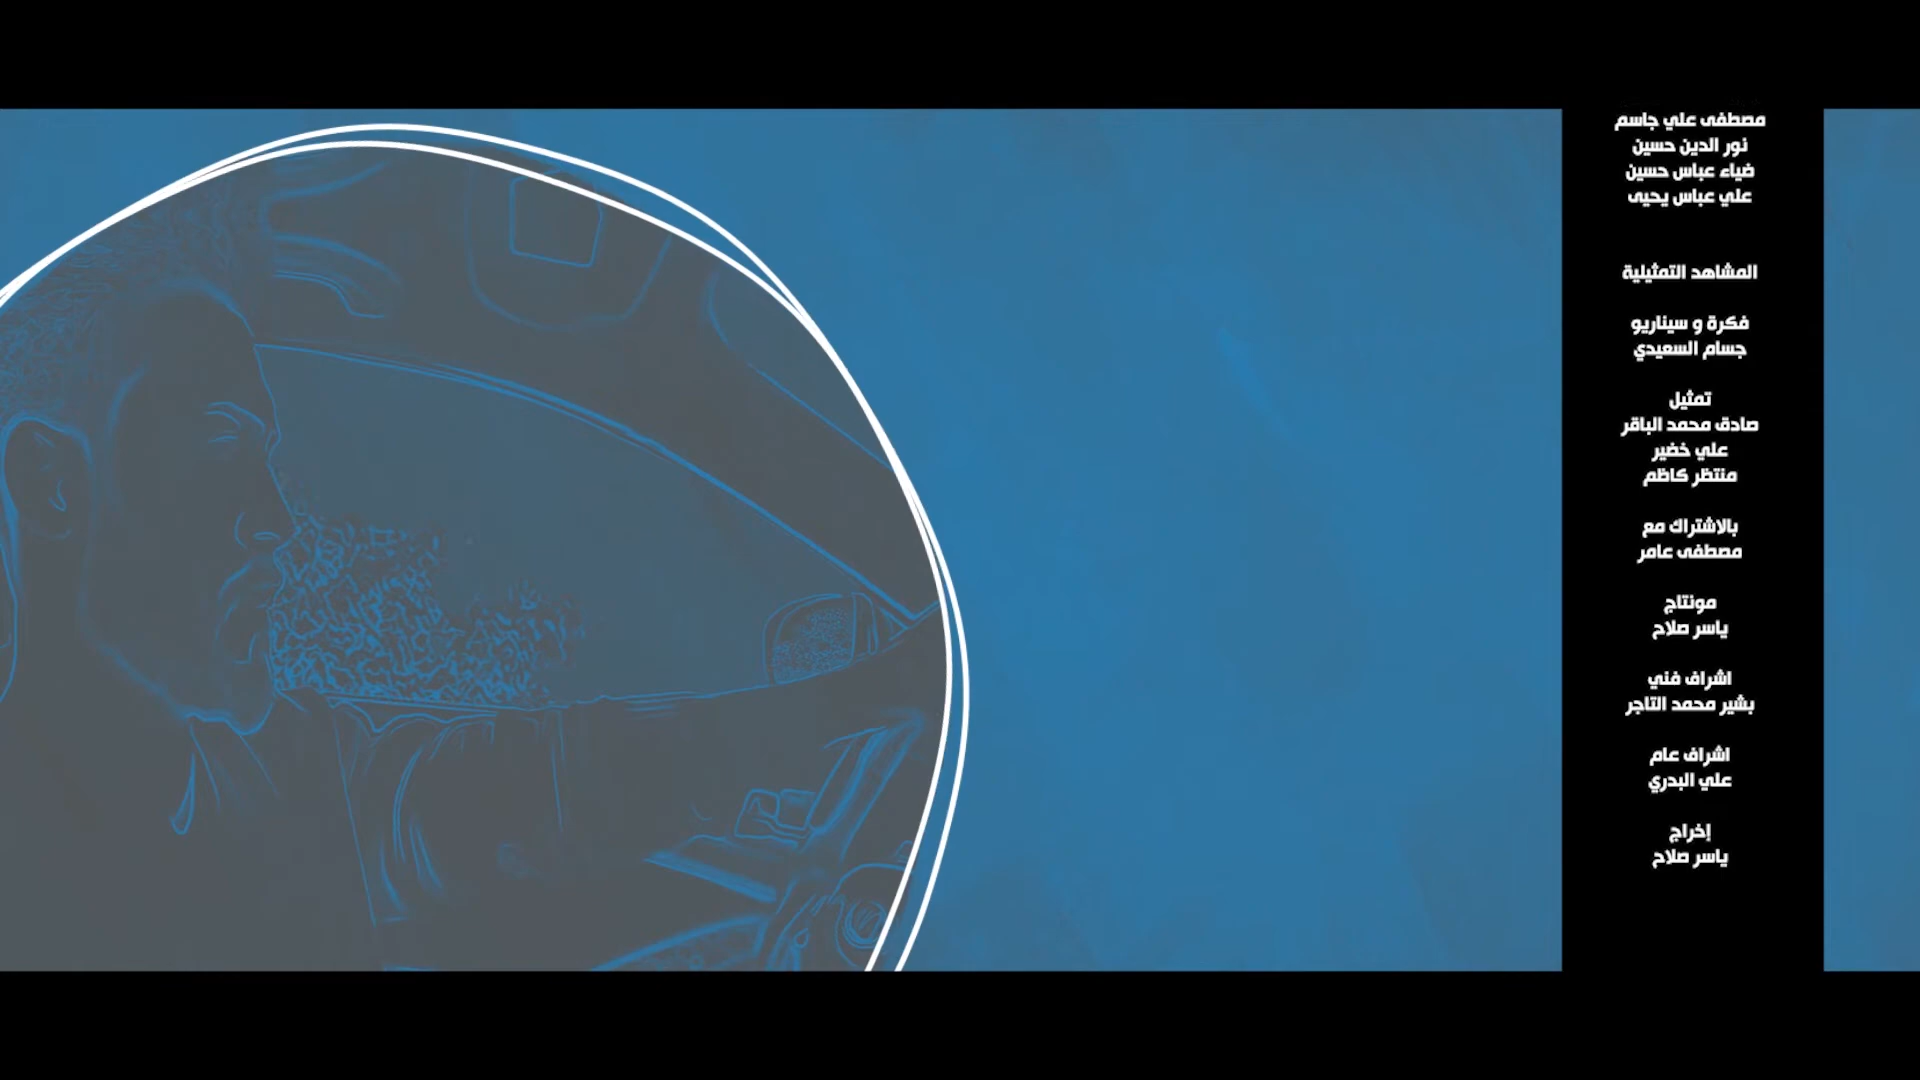 مصطفى علي جاسم
نور الدين حسين
ضياء عباس حسين
علي عباس يحيى
المشاهد التمثيلية
فكرة و سيناريو
جسام السعيدي
تمثيل
صادق محمد الباقر
علي خضير
منتظر كاظم
بالاشتراك مع
مصطفى عامر
مونتاج
ياسر صلاح
اشراف فني
بشير محمد التاجر
اشراف عام
علي البدري
إخراج
ياسر صلاح